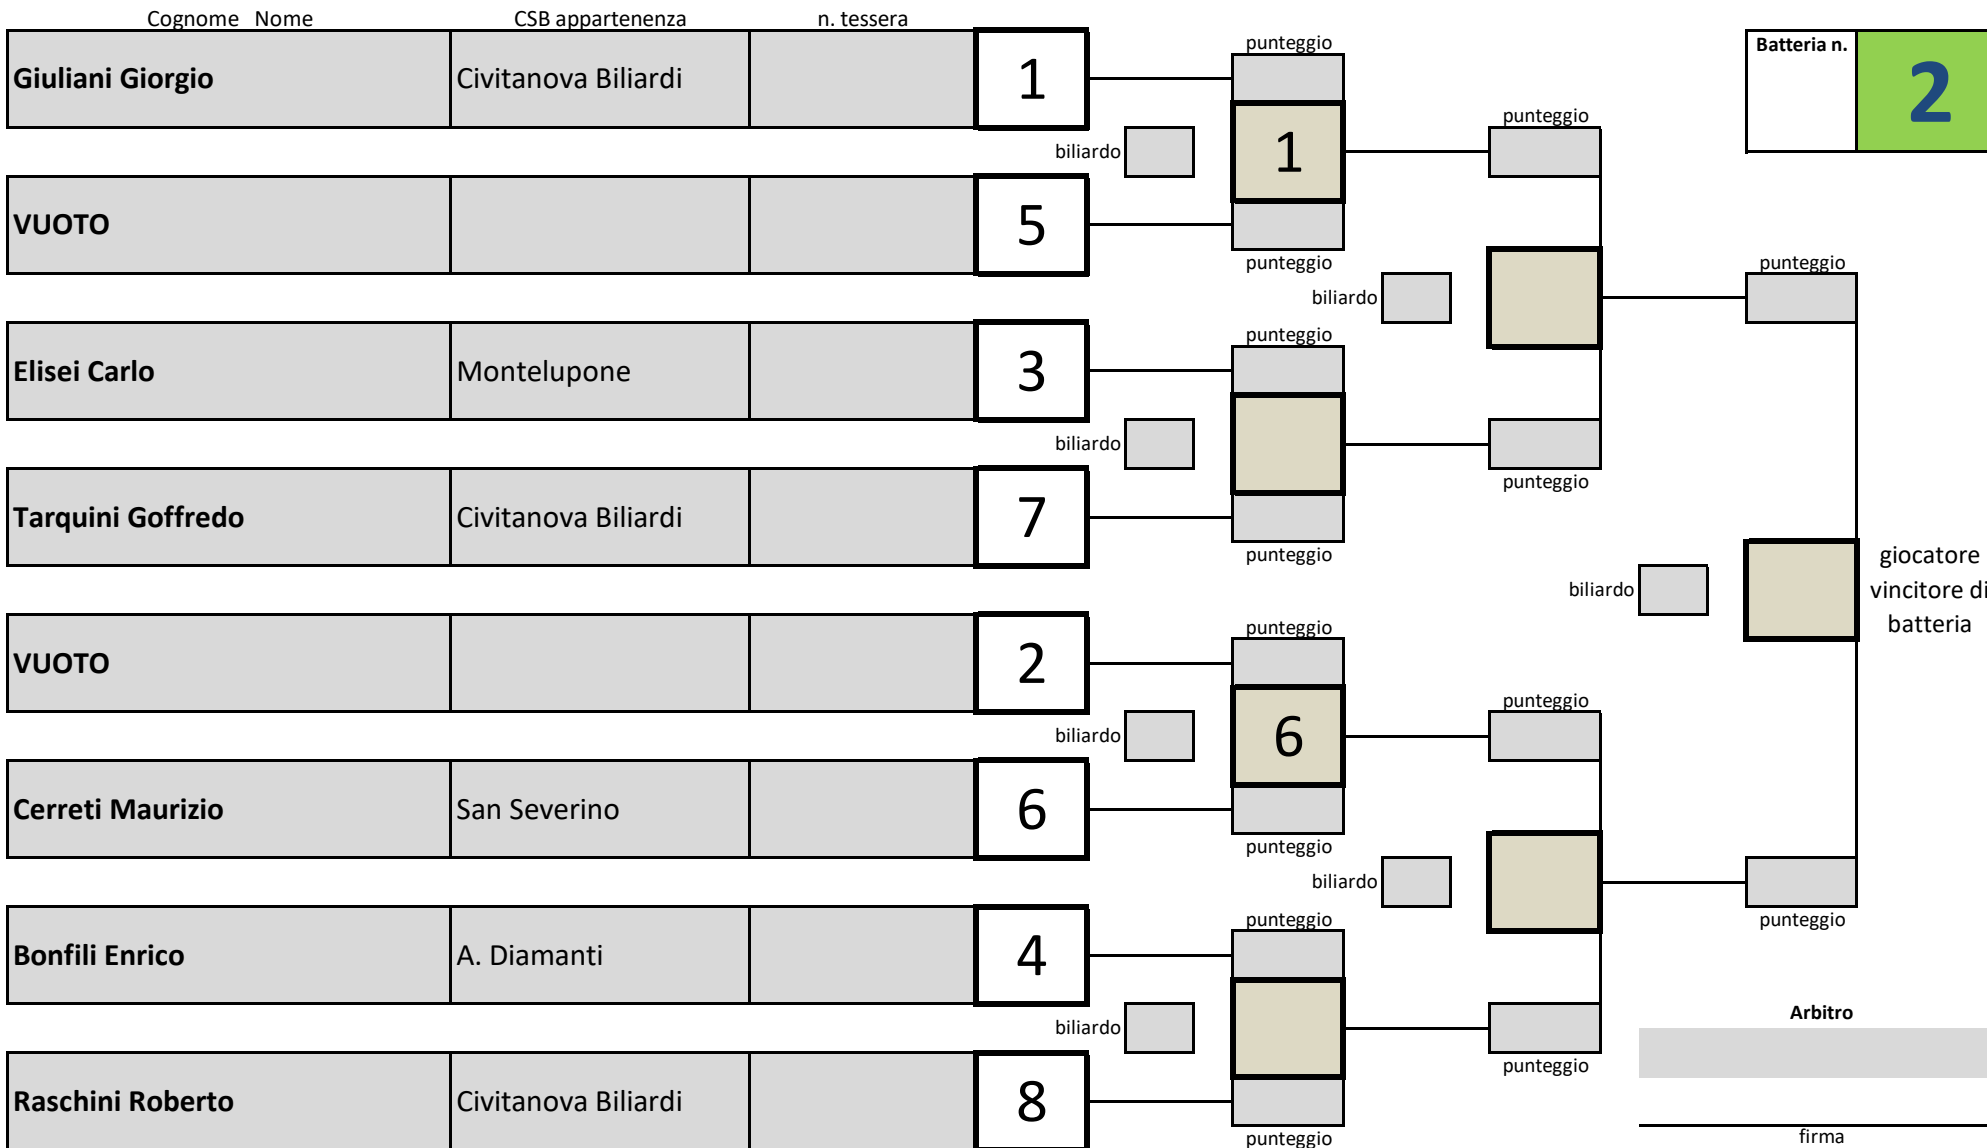 Cognome Nome CSB appartenenza n. tessera
Giuliani Giorgio Civitanova Biliardi 1 punteggio Batteria n. 2
biliardo 1 punteggio
VUOTO 5 punteggio
biliardo punteggio
Elisei Carlo Montelupone 3 punteggio
biliardo punteggio
Tarquini Goffredo Civitanova Biliardi 7 punteggio
biliardo giocatore
vincitore di
batteria
VUOTO 2 punteggio
biliardo 6 punteggio
Cerreti Maurizio San Severino 6 punteggio
biliardo punteggio
Bonfili Enrico A. Diamanti 4 punteggio
biliardo punteggio Arbitro
Raschini Roberto Civitanova Biliardi 8 punteggio
firma